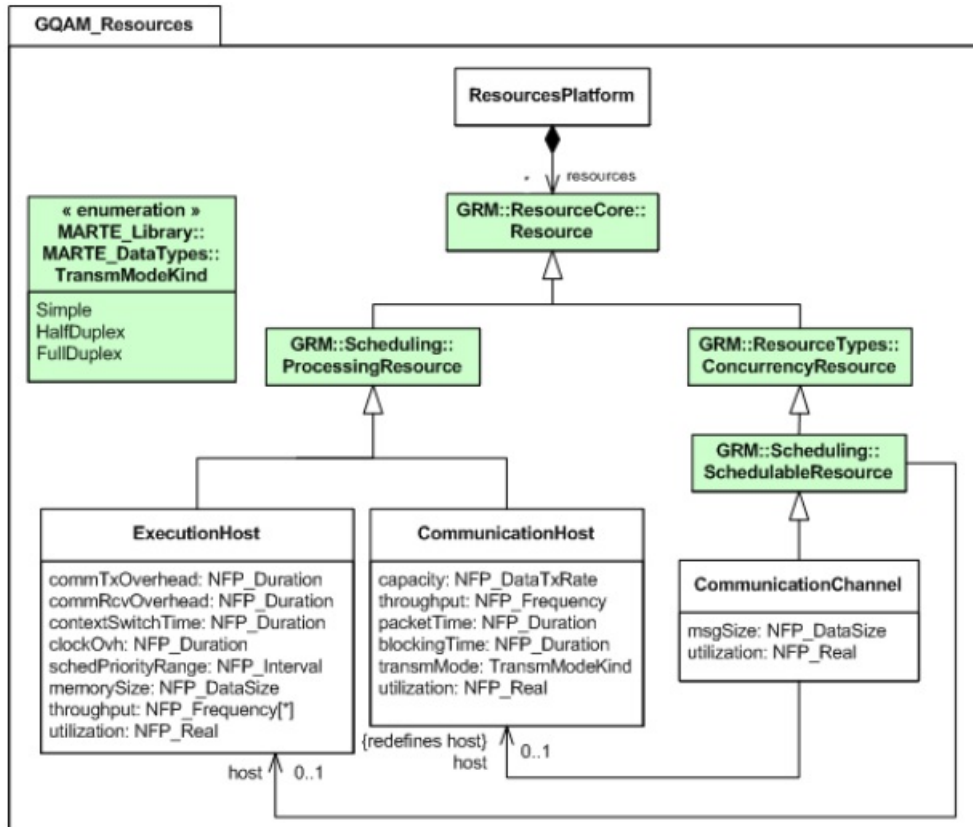 GQAM_Resources
ResourcesPlatform
* resources
GRM::ResourceCore::
Resource
« enumeration »
MARTE_Library::
MARTE_DataTypes::
TransmModeKind
Simple
HalfDuplex
FullDuplex
GRM::Scheduling::
ProcessingResource
GRM::ResourceTypes::
ConcurrencyResource
GRM::Scheduling::
SchedulableResource
ExecutionHost
commTxOverhead: NFP_Duration
commRcvOverhead: NFP_Duration
contextSwitchTime: NFP_Duration
clockOvh: NFP_Duration
schedPriorityRange: NFP_Interval
memorySize: NFP_DataSize
throughput: NFP_Frequency[*]
utilization: NFP_Real
CommunicationHost
capacity: NFP_DataTxRate
throughput: NFP_Frequency
packetTime: NFP_Duration
blockingTime: NFP_Duration
transmMode: TransmModeKind
utilization: NFP_Real
CommunicationChannel
msgSize: NFP_DataSize
utilization: NFP_Real
{redefines host}
host
0..1
host 0..1